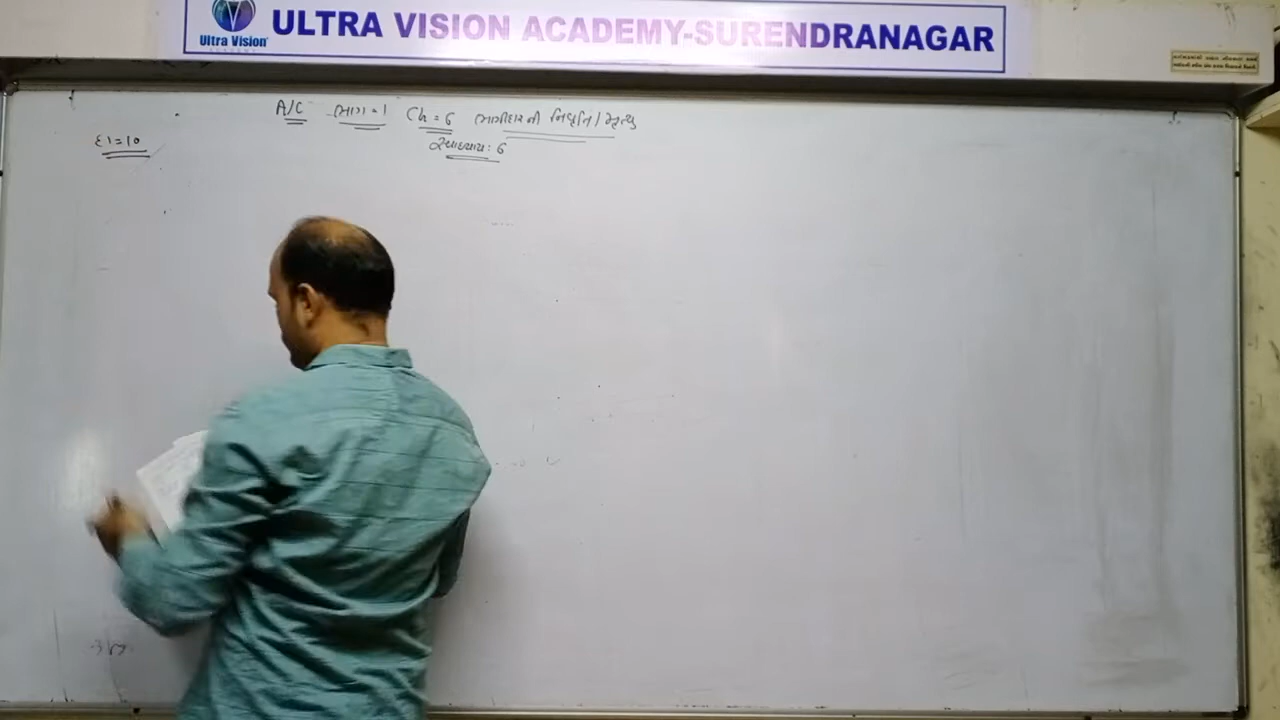 Ultra Vision
ULTRA VISION ACADEMY-SURENDRANAGAR
A/C ભાગ=1 Ch=6 ભાગીદારની નિવૃત્તિ/મૃત્યુ
સ્વાધ્યાય: 6
દા=10